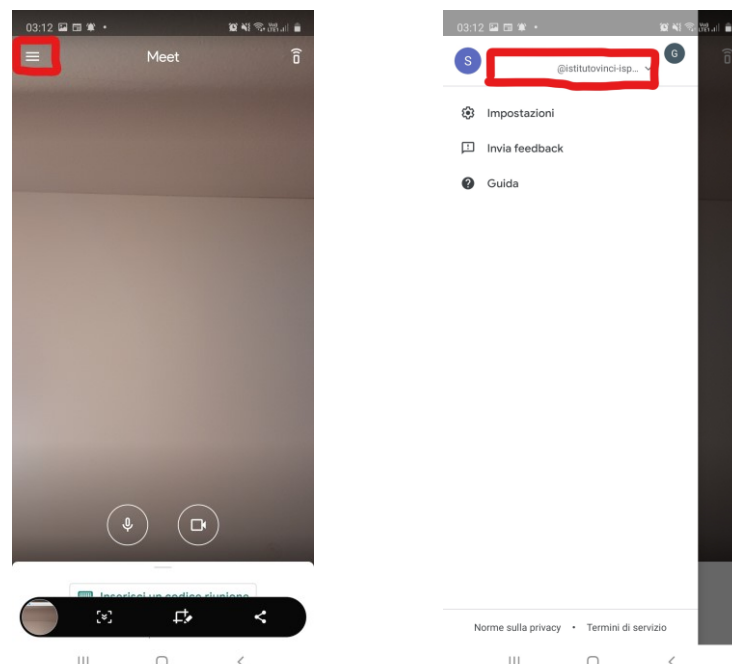 03:12
Meet
Inserisci un codice riunione
03:12
S
@istitutovinci-isp...
G
Impostazioni
Invia feedback
Guida
Norme sulla privacy • Termini di servizio